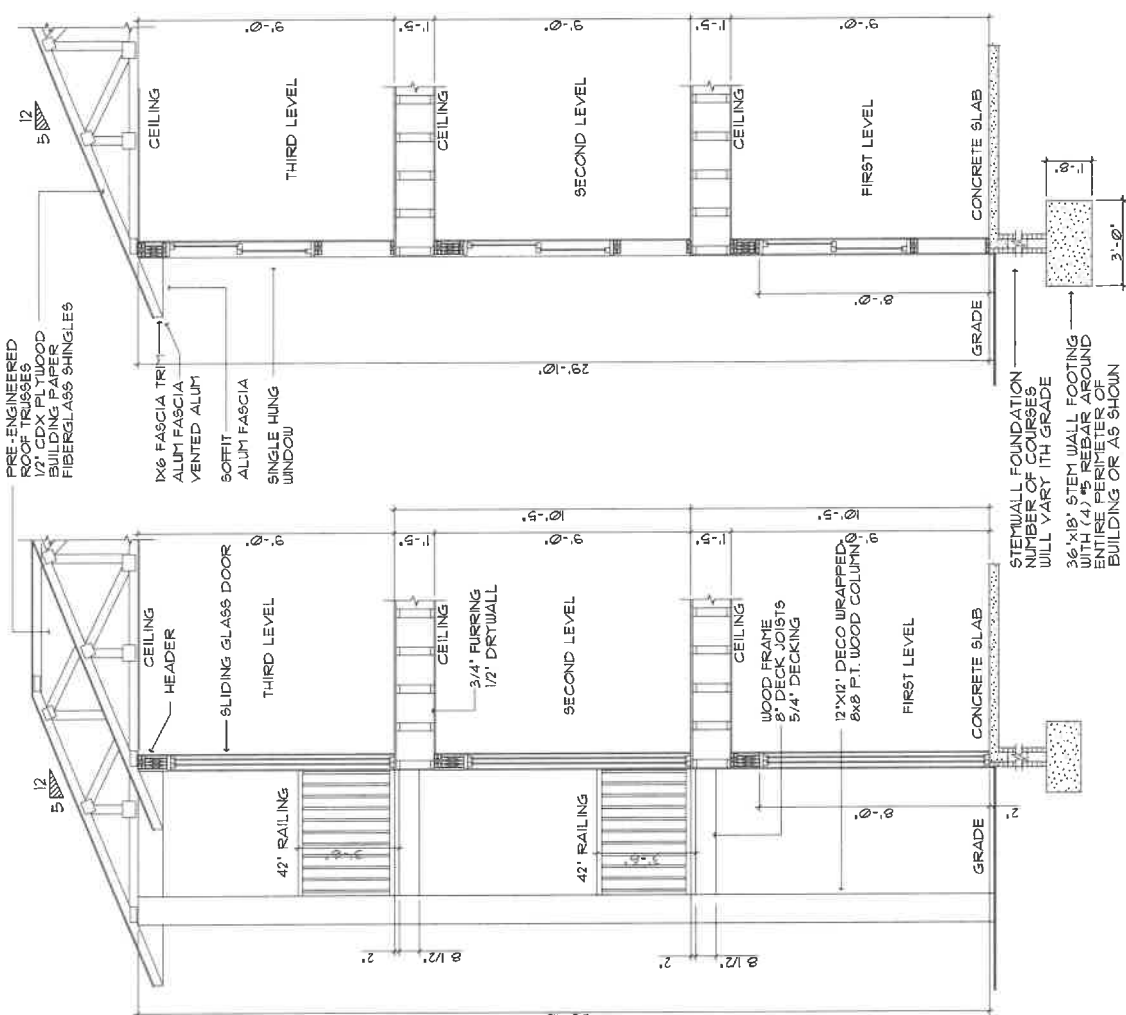 PRE-ENGINEERED
ROOF TRUSSES
1/2" CDX PLYWOOD
BUILDING PAPER
FIBERGLASS SHINGLES
12
5
12
5
CEILING
HEADER
SLIDING GLASS DOOR
THIRD LEVEL
42" RAILING
3'-6"
9'-0"
1'-5"
CEILING
3/4" FURRING
1/2" DRYWALL
2"
8 1/2"
SECOND LEVEL
42" RAILING
3'-6"
9'-0"
10'-5"
1'-5"
CEILING
WOOD FRAME
8" DECK JOISTS
5/4" DECKING
2"
8 1/2"
12"X12" DECO WRAPPED
8x8 P.T. WOOD COLUMN
FIRST LEVEL
8'-0"
9'-0"
10'-5"
CONCRETE SLAB
GRADE
2"
1X6 FASCIA TRIM
ALUM FASCIA
VENTED ALUM
SOFFIT
ALUM FASCIA
SINGLE HUNG
WINDOW
CEILING
THIRD LEVEL
9'-0"
1'-5"
CEILING
SECOND LEVEL
9'-0"
1'-5"
CEILING
FIRST LEVEL
9'-0"
8'-0"
29'-10"
CONCRETE SLAB
GRADE
1'-8"
3'-0"
STEMWALL FOUNDATION
NUMBER OF COURSES
WILL VARY ITH GRADE
36"x18" STEM WALL FOOTING
WITH (4) #5 REBAR AROUND
ENTIRE PERIMETER OF
BUILDING OR AS SHOWN